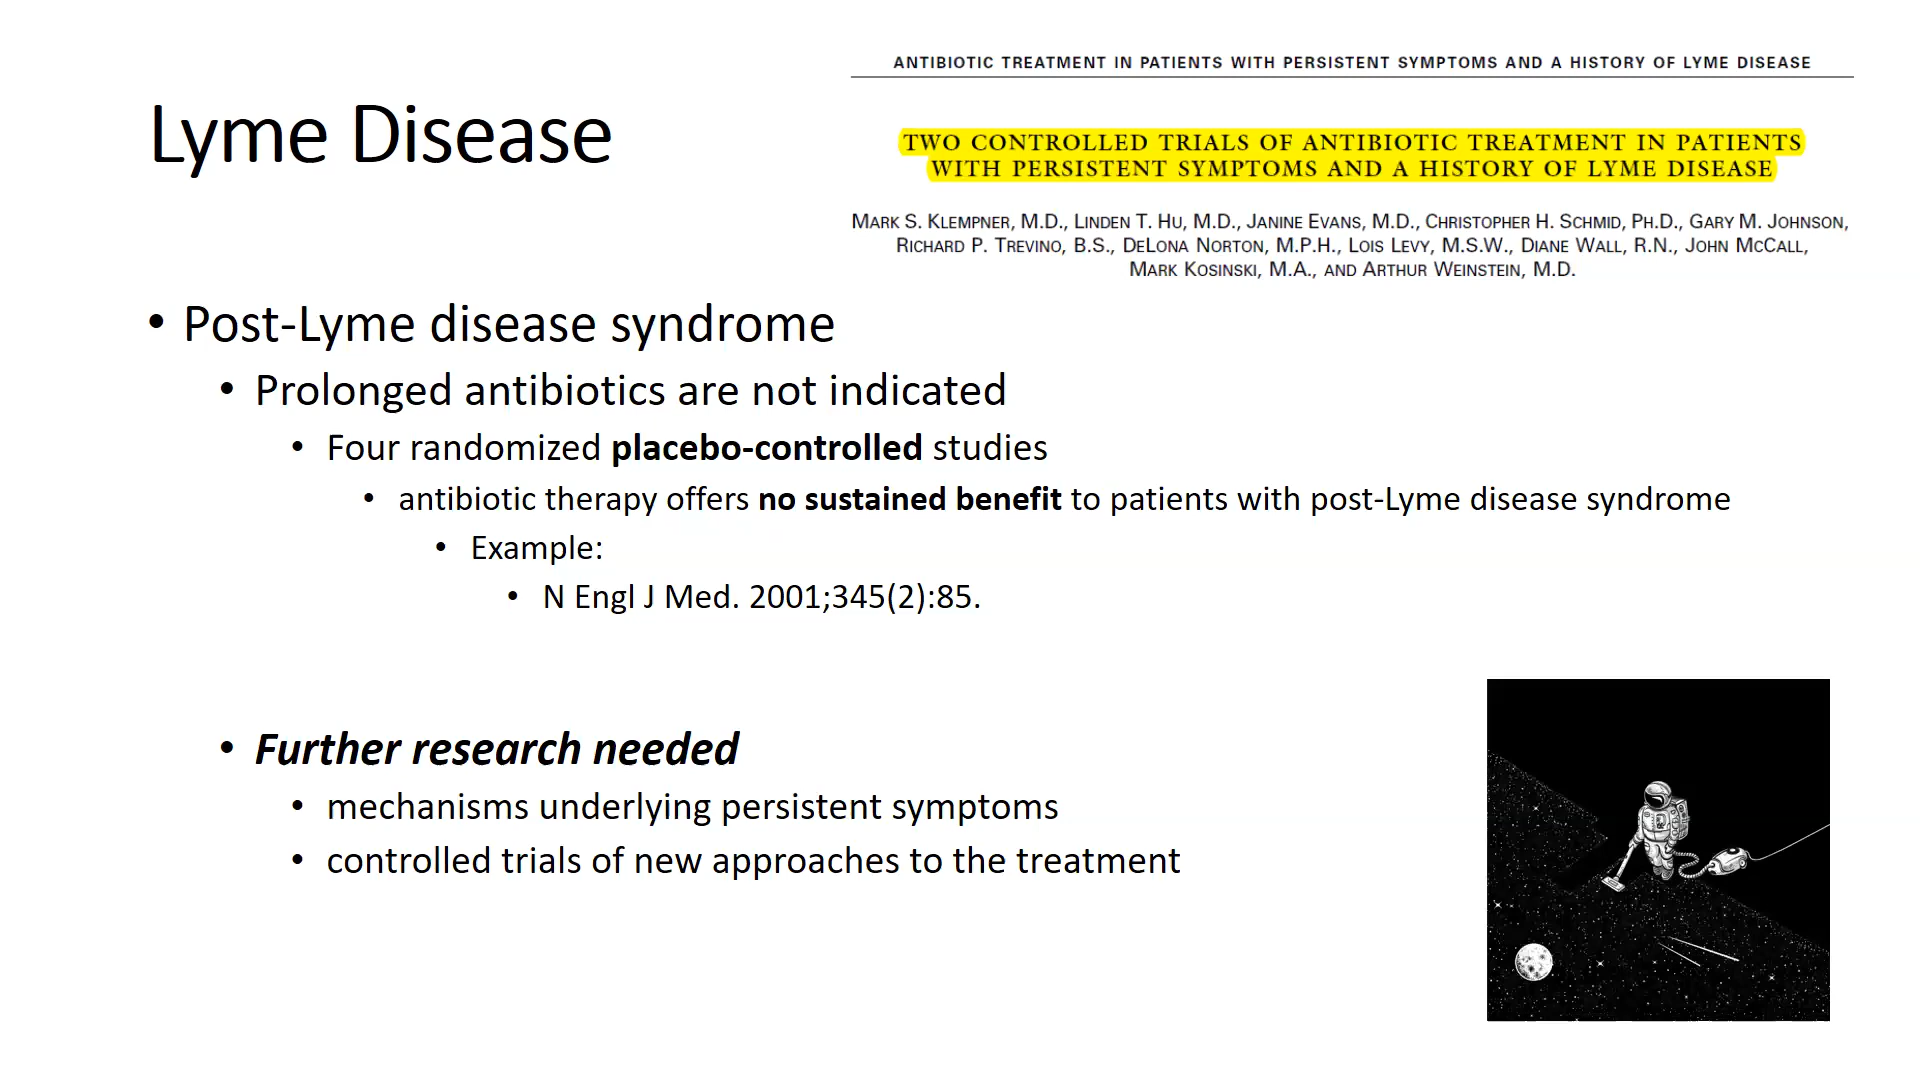 ANTIBIOTIC TREATMENT IN PATIENTS WITH PERSISTENT SYMPTOMS AND A HISTORY OF LYME DISEASE
Lyme Disease
TWO CONTROLLED TRIALS OF ANTIBIOTIC TREATMENT IN PATIENTS
WITH PERSISTENT SYMPTOMS AND A HISTORY OF LYME DISEASE
MARK S. KLEMPNER, M.D., LINDEN T. HU, M.D., JANINE EVANS, M.D., CHRISTOPHER H. SCHMID, PH.D., GARY M. JOHNSON,
RICHARD P. TREVINO, B.S., DELONA NORTON, M.P.H., LOIS LEVY, M.S.W., DIANE WALL, R.N., JOHN MCCALL,
MARK KOSINSKI, M.A., AND ARTHUR WEINSTEIN, M.D.
• Post-Lyme disease syndrome
• Prolonged antibiotics are not indicated
• Four randomized placebo-controlled studies
• antibiotic therapy offers no sustained benefit to patients with post-Lyme disease syndrome
• Example:
• N Engl J Med. 2001;345(2):85.
• Further research needed
• mechanisms underlying persistent symptoms
• controlled trials of new approaches to the treatment